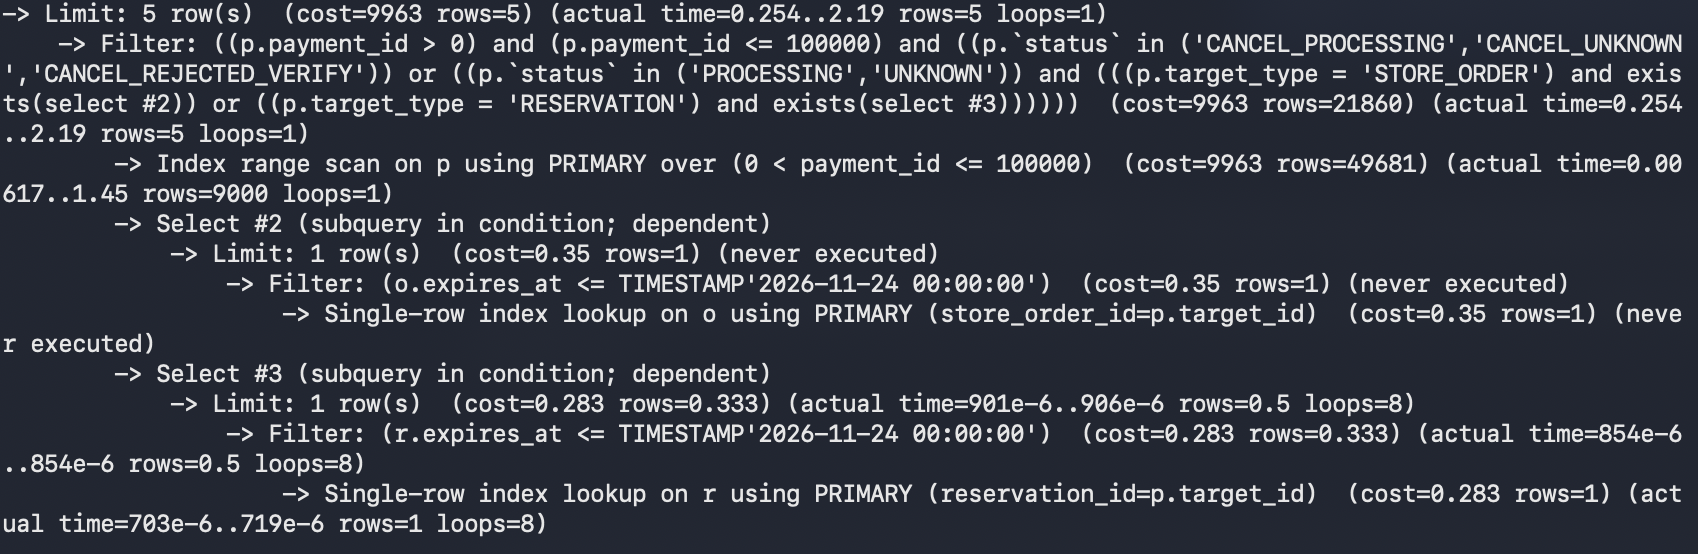 -> Limit: 5 row(s)  (cost=9963 rows=5) (actual time=0.254..2.19 rows=5 loops=1)
    -> Filter: ((p.payment_id > 0) and (p.payment_id <= 100000) and ((p.`status` in ('CANCEL_PROCESSING','CANCEL_UNKNOWN
','CANCEL_REJECTED_VERIFY')) or ((p.`status` in ('PROCESSING','UNKNOWN')) and (((p.target_type = 'STORE_ORDER') and exis
ts(select #2)) or ((p.target_type = 'RESERVATION') and exists(select #3))))))  (cost=9963 rows=21860) (actual time=0.254
..2.19 rows=5 loops=1)
        -> Index range scan on p using PRIMARY over (0 < payment_id <= 100000)  (cost=9963 rows=49681) (actual time=0.00
617..1.45 rows=9000 loops=1)
        -> Select #2 (subquery in condition; dependent)
            -> Limit: 1 row(s)  (cost=0.35 rows=1) (never executed)
                -> Filter: (o.expires_at <= TIMESTAMP'2026-11-24 00:00:00')  (cost=0.35 rows=1) (never executed)
                    -> Single-row index lookup on o using PRIMARY (store_order_id=p.target_id)  (cost=0.35 rows=1) (neve
r executed)
        -> Select #3 (subquery in condition; dependent)
            -> Limit: 1 row(s)  (cost=0.283 rows=0.333) (actual time=901e-6..906e-6 rows=0.5 loops=8)
                -> Filter: (r.expires_at <= TIMESTAMP'2026-11-24 00:00:00')  (cost=0.283 rows=0.333) (actual time=854e-6
..854e-6 rows=0.5 loops=8)
                    -> Single-row index lookup on r using PRIMARY (reservation_id=p.target_id)  (cost=0.283 rows=1) (act
ual time=703e-6..719e-6 rows=1 loops=8)